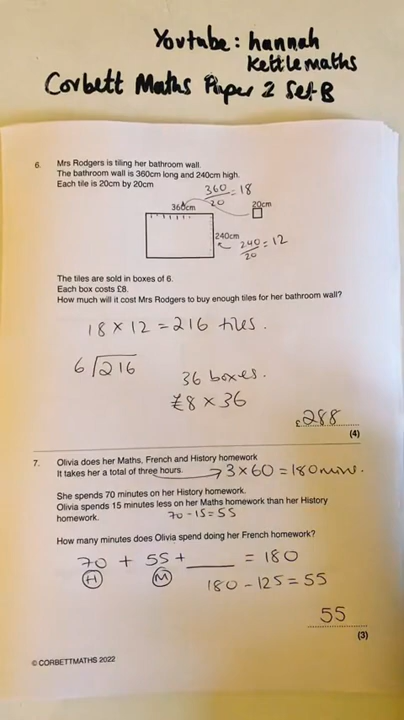 Youtube: hannah
kettlemaths
Corbett Maths Paper 2 Set B
6. Mrs Rodgers is tiling her bathroom wall.
The bathroom wall is 360cm long and 240cm high.
Each tile is 20cm by 20cm
360/20 = 18
360cm
20cm
240cm
240/20 = 12
The tiles are sold in boxes of 6.
Each box costs £8.
How much will it cost Mrs Rodgers to buy enough tiles for her bathroom wall?
18 × 12 = 216 tiles.
6 216
36 boxes.
£8 × 36
£ 288
(4)
7. Olivia does her Maths, French and History homework
It takes her a total of three hours. → 3 × 60 = 180 mins.
She spends 70 minutes on her History homework.
Olivia spends 15 minutes less on her Maths homework than her History
homework. 70 - 15 = 55
How many minutes does Olivia spend doing her French homework?
70 + 55 + ____ = 180
H M 180 - 125 = 55
55
(3)
© CORBETTMATHS 2022